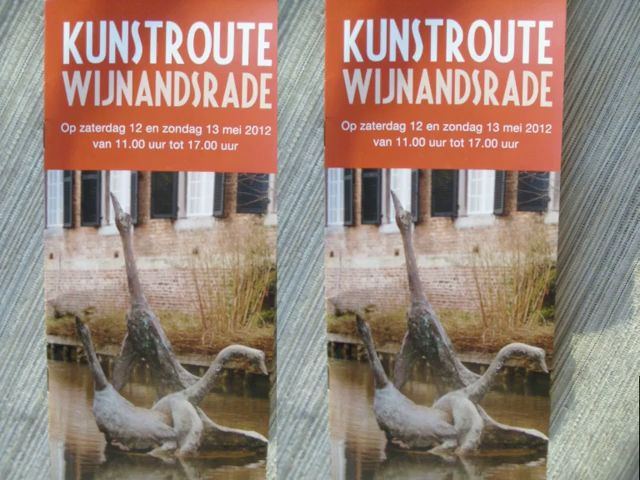 KUNSTROUTE
WIJNANDSRADE
Op zaterdag 12 en zondag 13 mei 2012
van 11.00 uur tot 17.00 uur
KUNSTROUTE
WIJNANDSRADE
Op zaterdag 12 en zondag 13 mei 2012
van 11.00 uur tot 17.00 uur